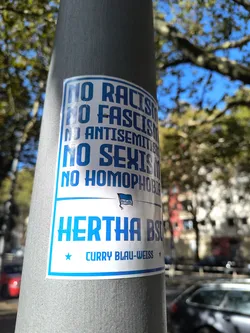 NO RACISM
NO FASCISM
NO ANTISEMITISM
NO SEXISM
NO HOMOPHOBIA
HERTHA BSC
★ CURRY BLAU-WEISS ★